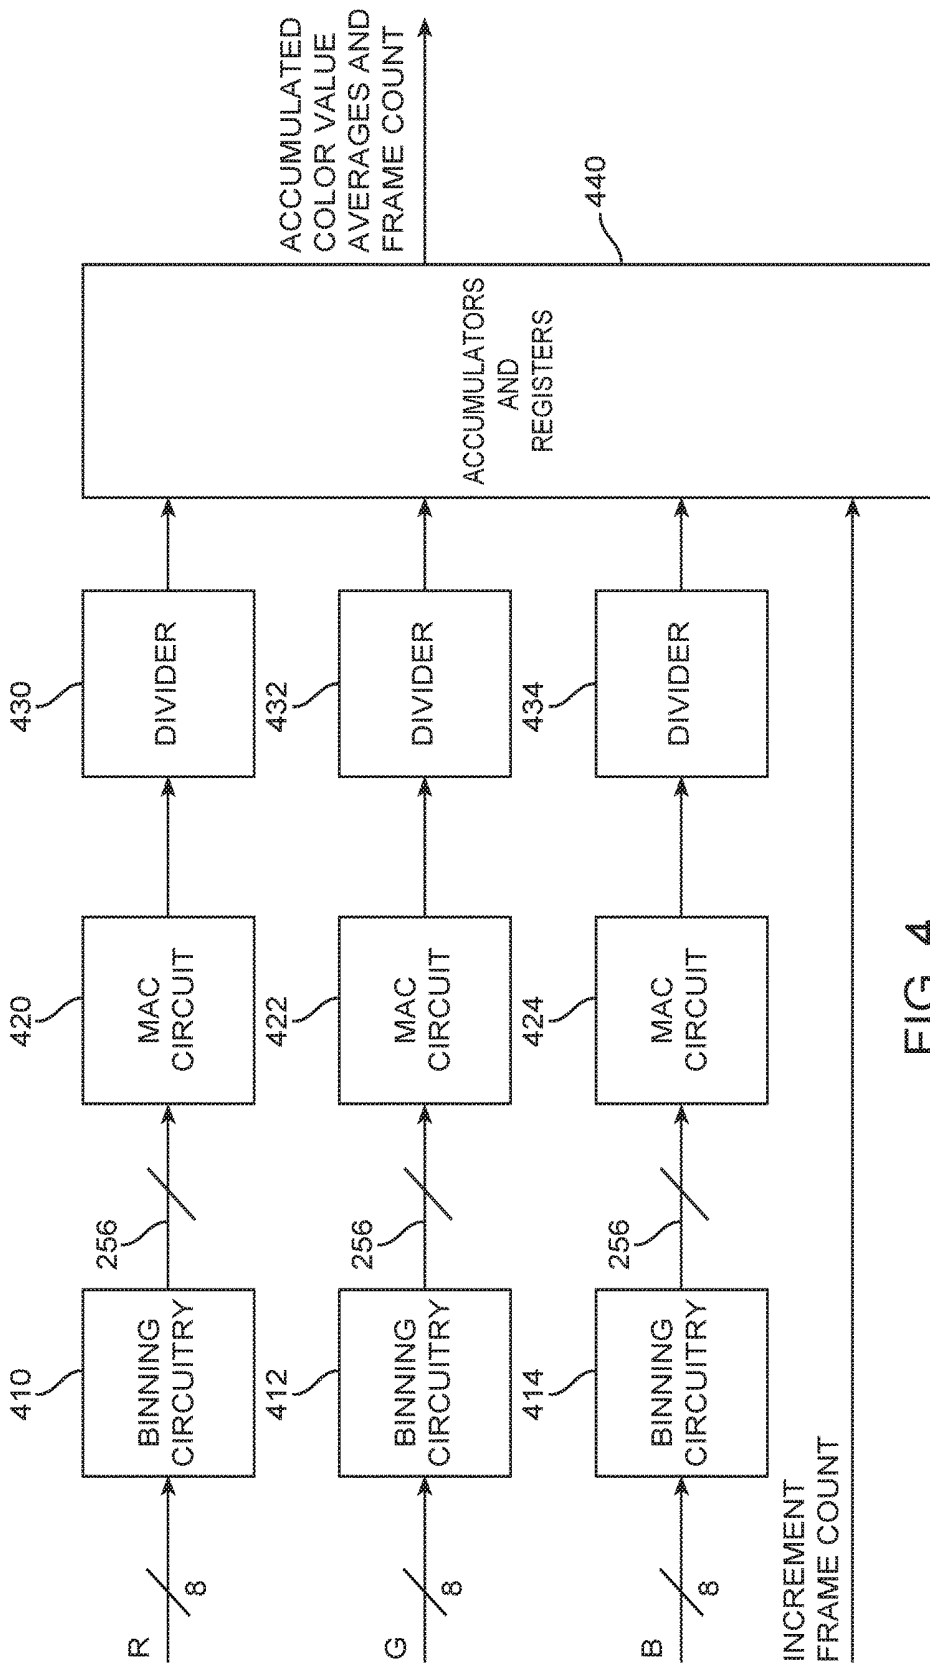 R
8
410
BINNING
CIRCUITRY
256
420
MAC
CIRCUIT
430
DIVIDER
G
8
412
BINNING
CIRCUITRY
256
422
MAC
CIRCUIT
432
DIVIDER
B
8
414
BINNING
CIRCUITRY
256
424
MAC
CIRCUIT
434
DIVIDER
INCREMENT
FRAME COUNT
ACCUMULATORS
AND
REGISTERS
440
ACCUMULATED
COLOR VALUE
AVERAGES AND
FRAME COUNT
FIG. 4